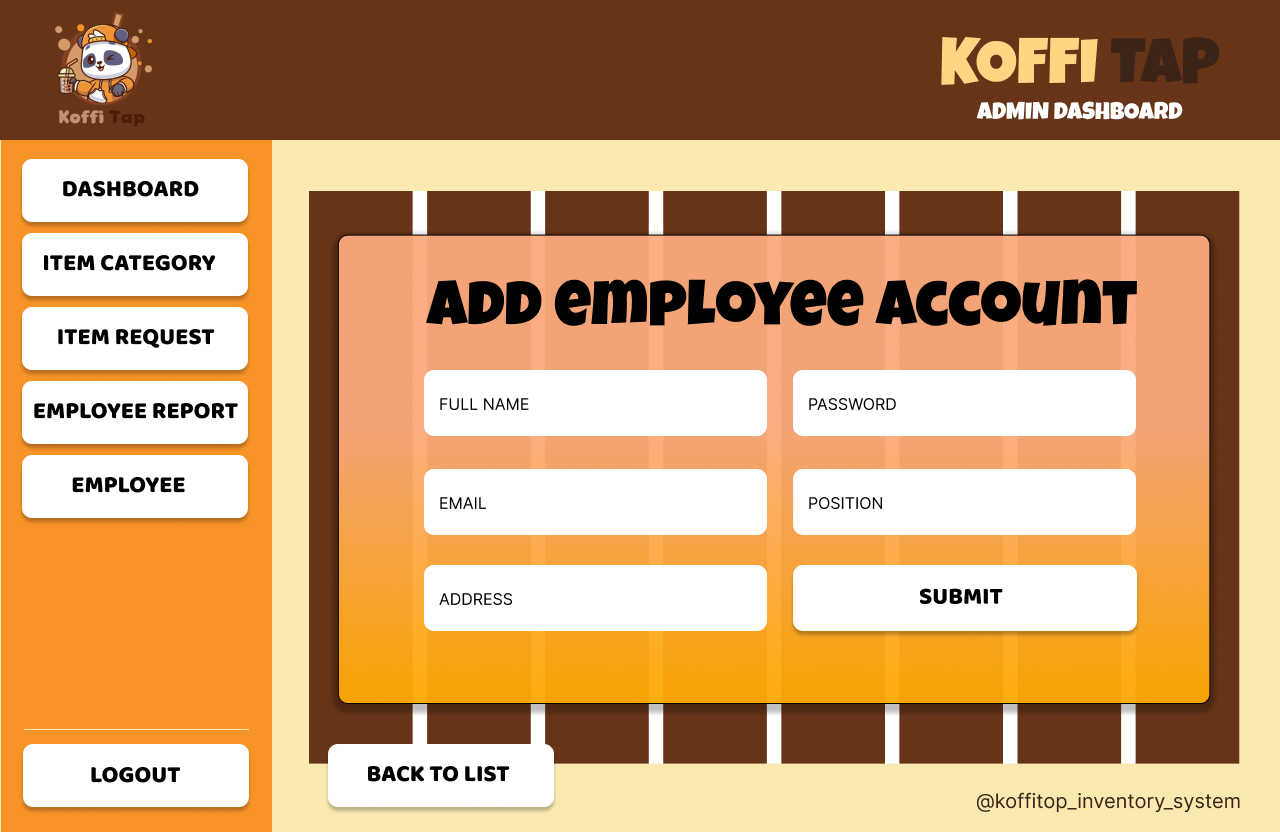 Koffi Tap
KOFFI TAP
ADMIN DASHBOARD
DASHBOARD
ITEM CATEGORY
ITEM REQUEST
EMPLOYEE REPORT
EMPLOYEE
LOGOUT
ADD EMPLOYEE ACCOUNT
FULL NAME
PASSWORD
EMAIL
POSITION
ADDRESS
SUBMIT
BACK TO LIST
@koffitop_inventory_system